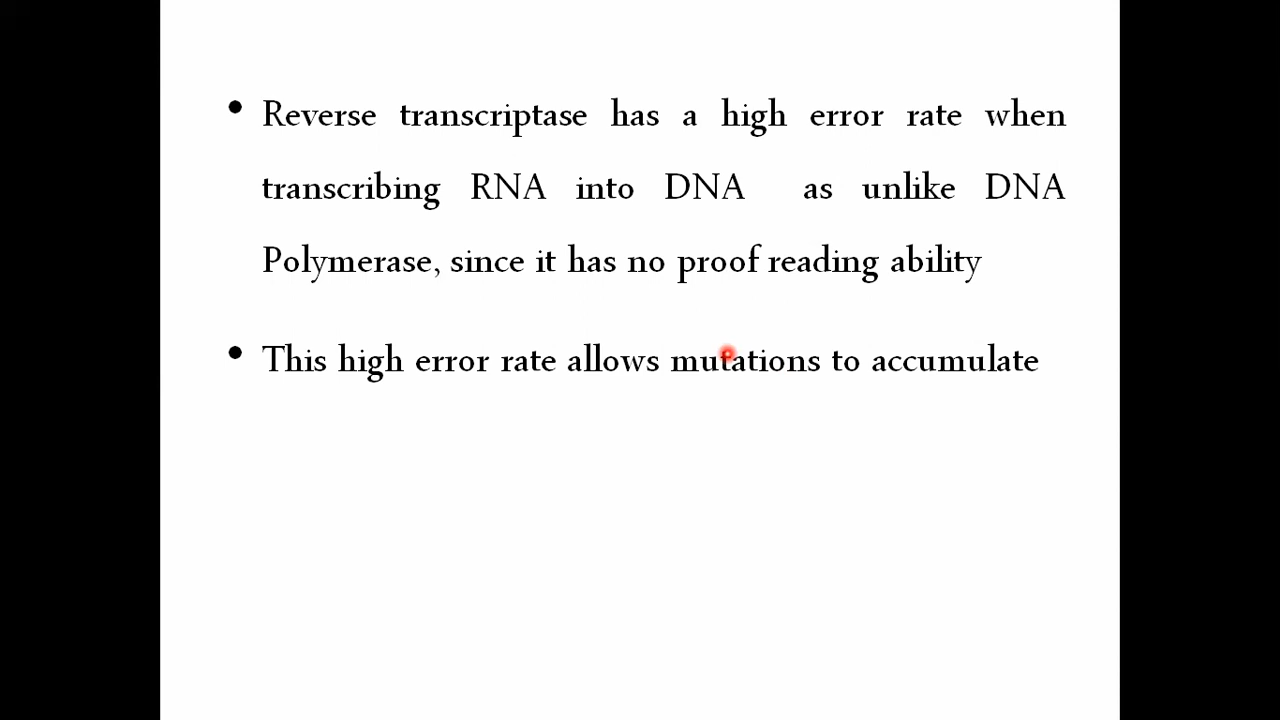 • Reverse transcriptase has a high error rate when
transcribing RNA into DNA as unlike DNA
Polymerase, since it has no proof reading ability
• This high error rate allows mutations to accumulate